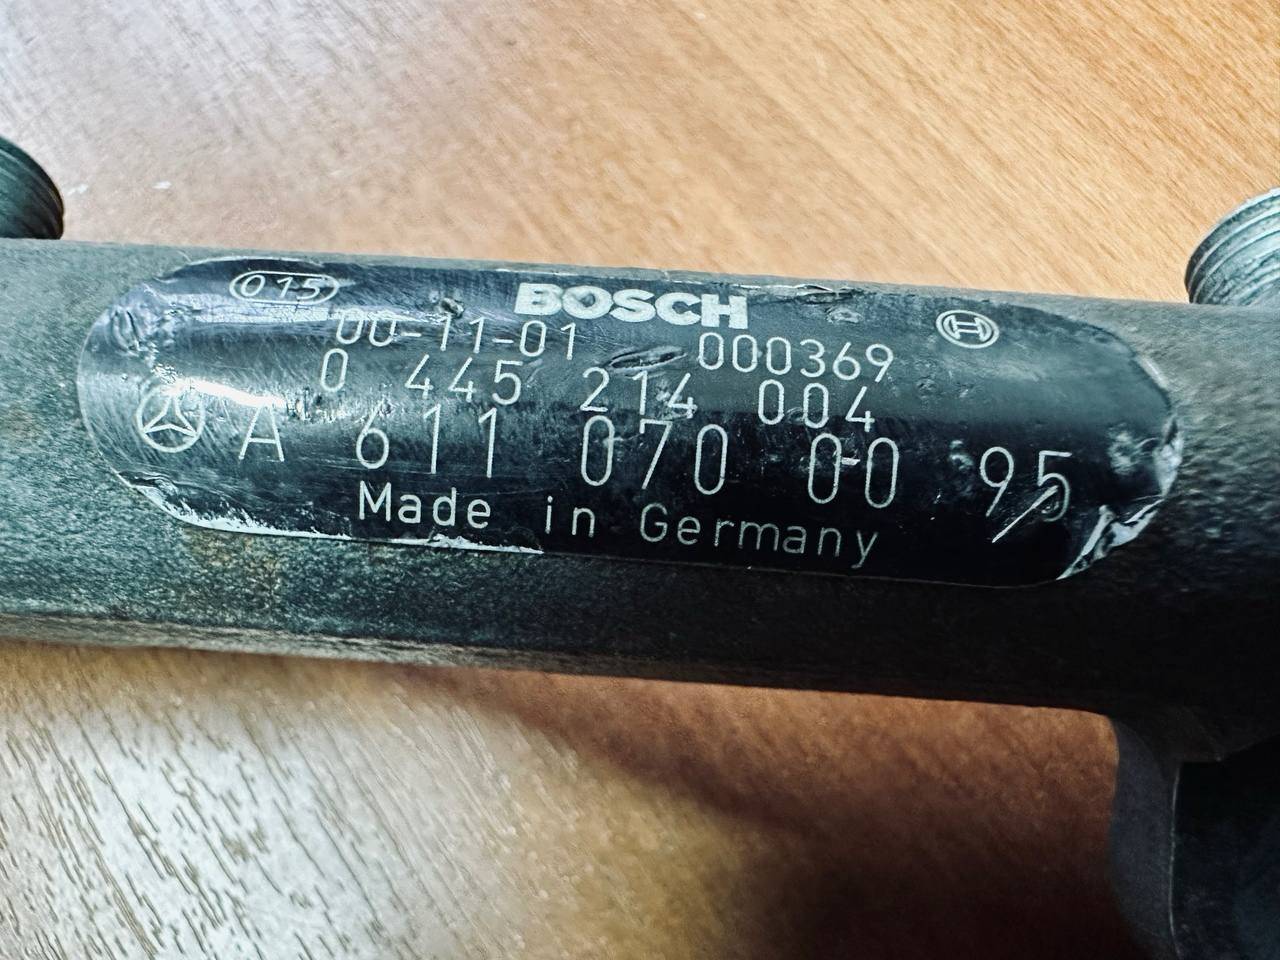 015
BOSCH
00-11-01 000369
0 445 214 004
A 611 070 00 95
Made in Germany